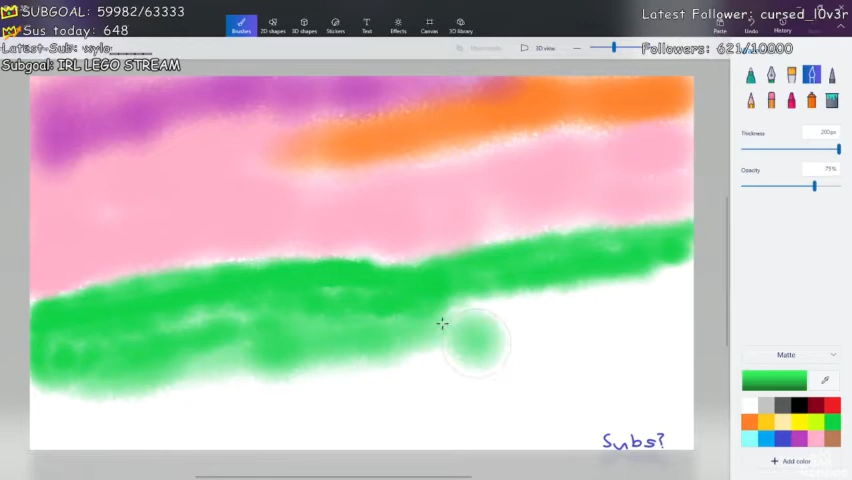 SUBGOAL: 59982/63333
Sus today: 648
Latest Sub: wylo_____
Subgoal: IRL LEGO STREAM
Latest Follower: cursed_l0v3r
Followers: 621/10000
Brushes
2D shapes
3D shapes
Stickers
Text
Effects
Canvas
3D library
Paste
Undo
History
3D view
Thickness
200px
Opacity
75%
Matte
Add color
Subs?